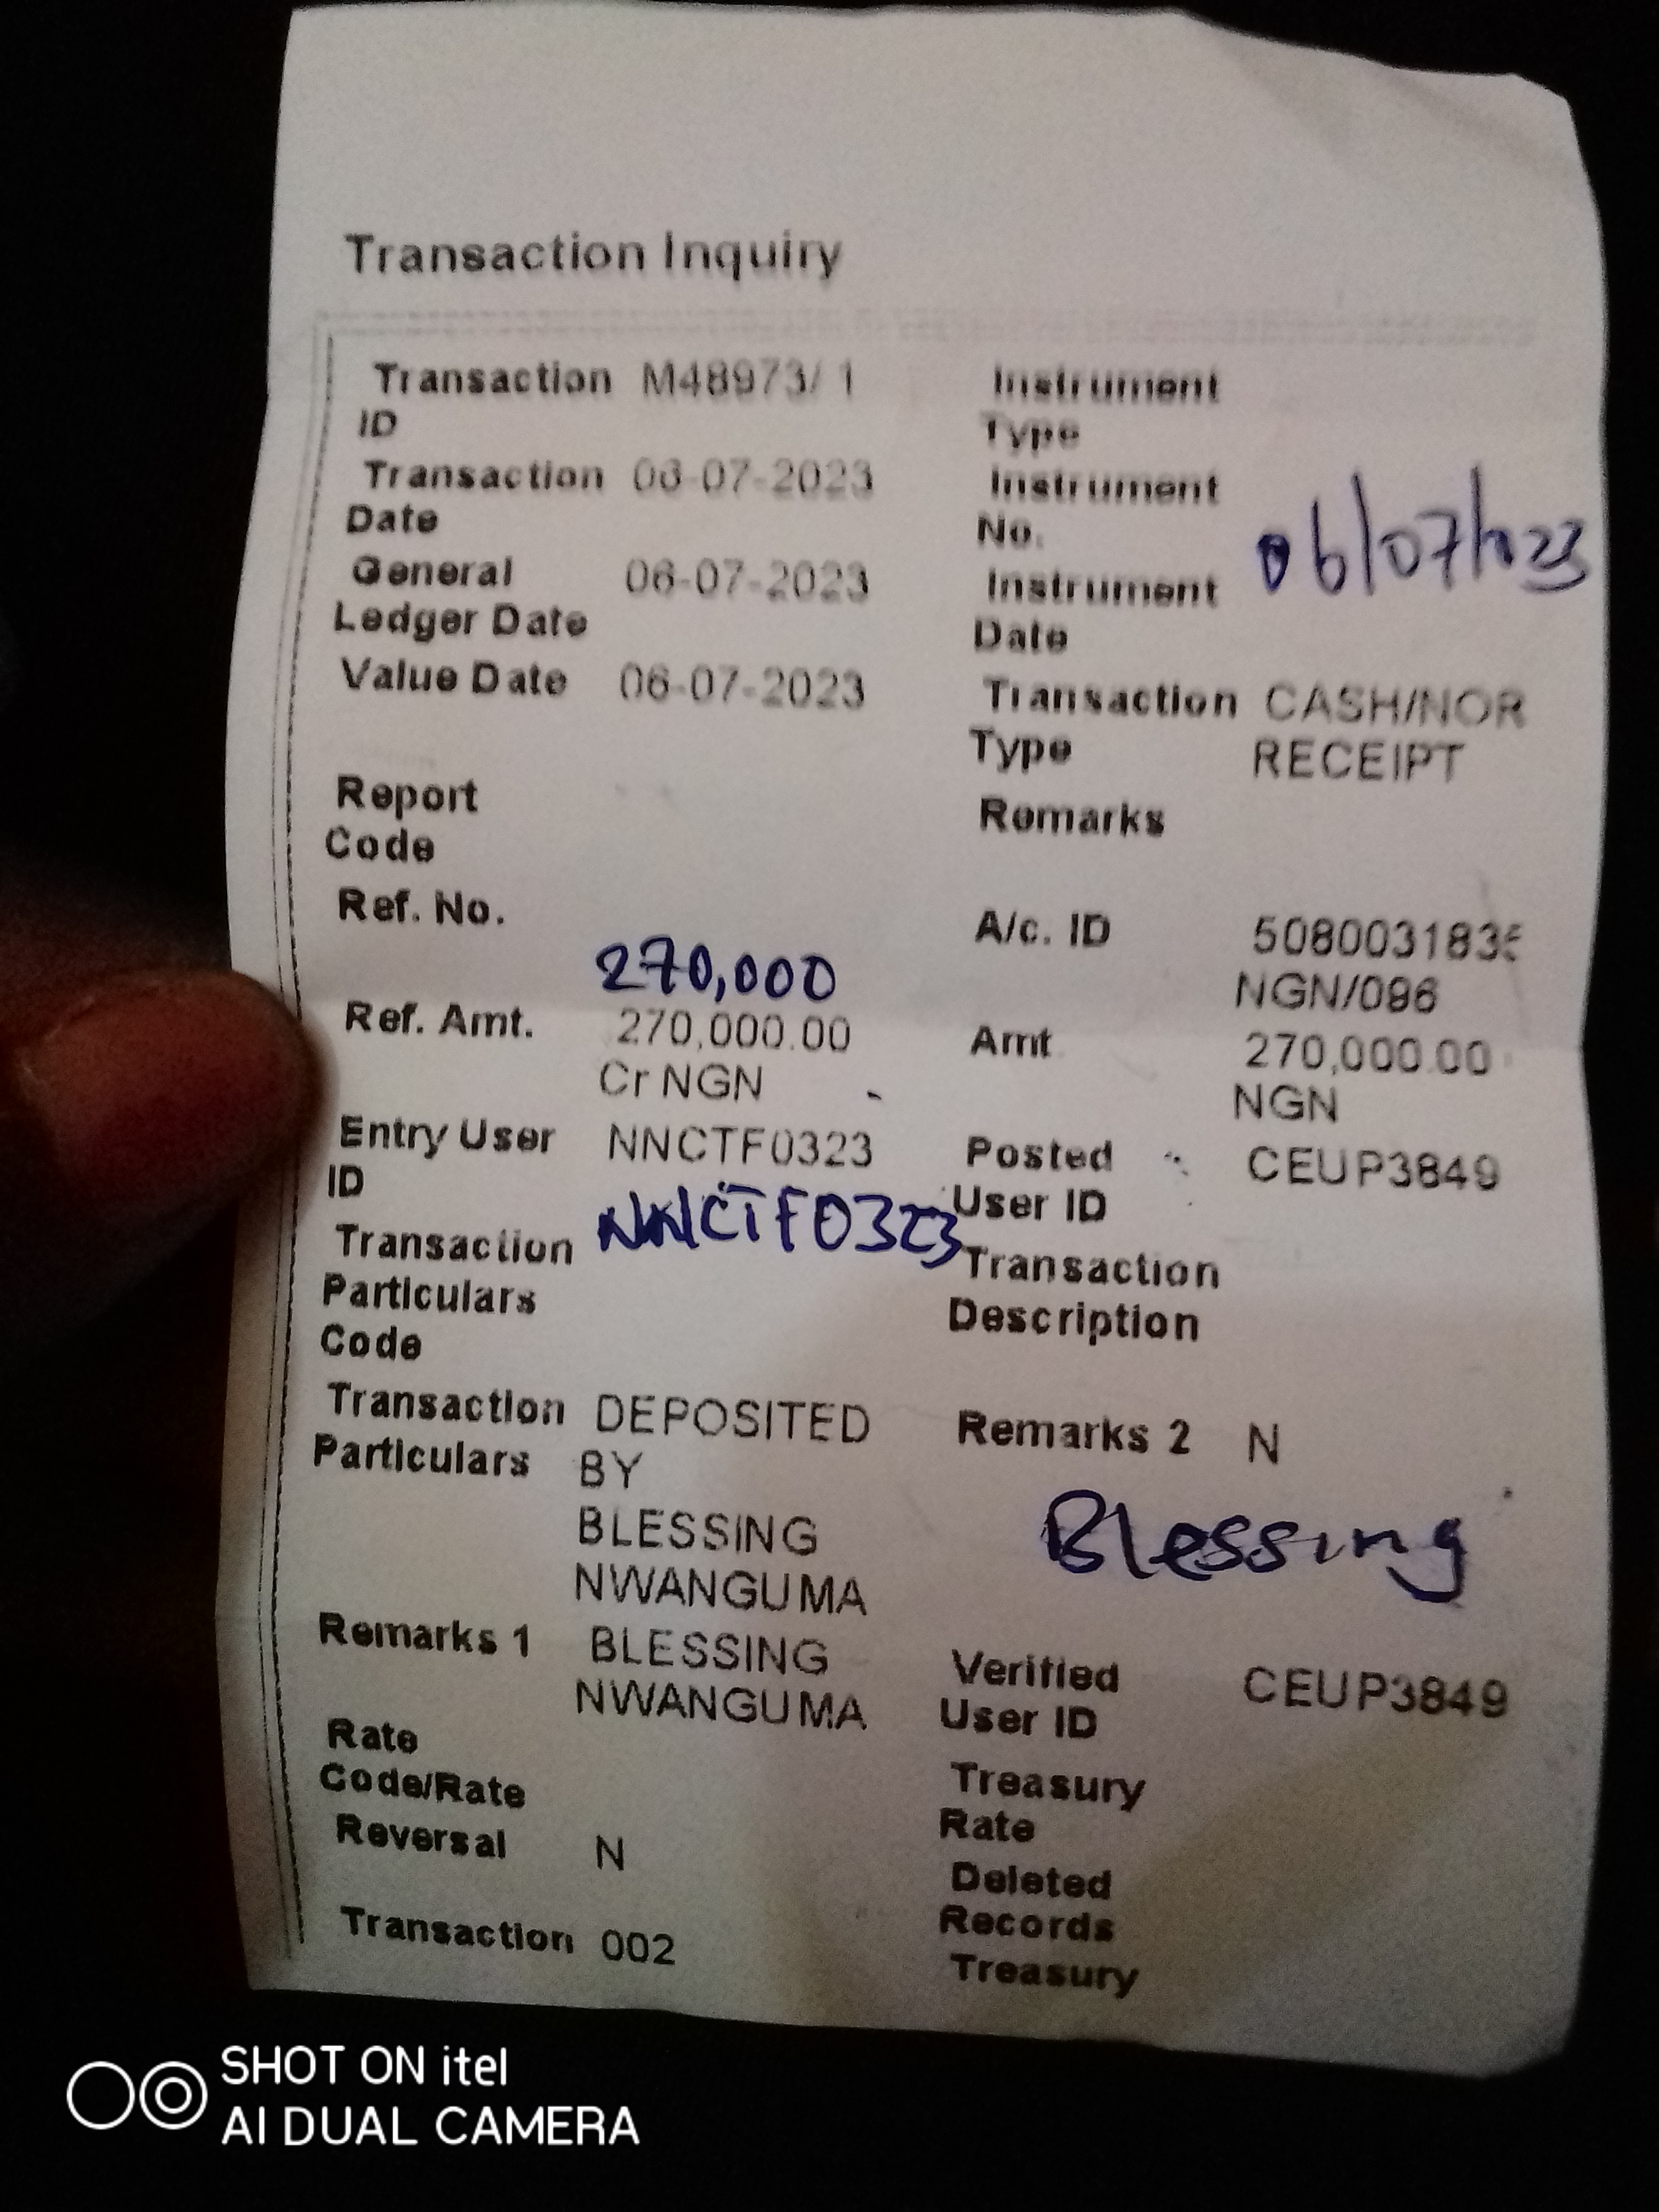 Transaction Inquiry
Transaction ID M48973/ 1
Instrument Type
Transaction Date 06-07-2023
Instrument No.
06/07/2023
General Ledger Date 06-07-2023
Instrument Date
Value Date 06-07-2023
Transaction Type CASH/NOR RECEIPT
Report Code
Remarks
Ref. No.
A/c. ID NGN/096
270,000
Ref. Amt. 270,000.00 Cr NGN
Amt 270,000.00 NGN
Entry User ID NNCTF0323
Posted User ID CEUP3849
NNCTF0323
Transaction Particulars Code
Transaction Description
Transaction Particulars DEPOSITED BY BLESSING NWANGUMA
Remarks 2 N
Blessing
Remarks 1 BLESSING NWANGUMA
Verified User ID CEUP3849
Rate Code/Rate
Treasury Rate
Reversal N
Deleted Records
Transaction 002
Treasury
SHOT ON itel
AI DUAL CAMERA